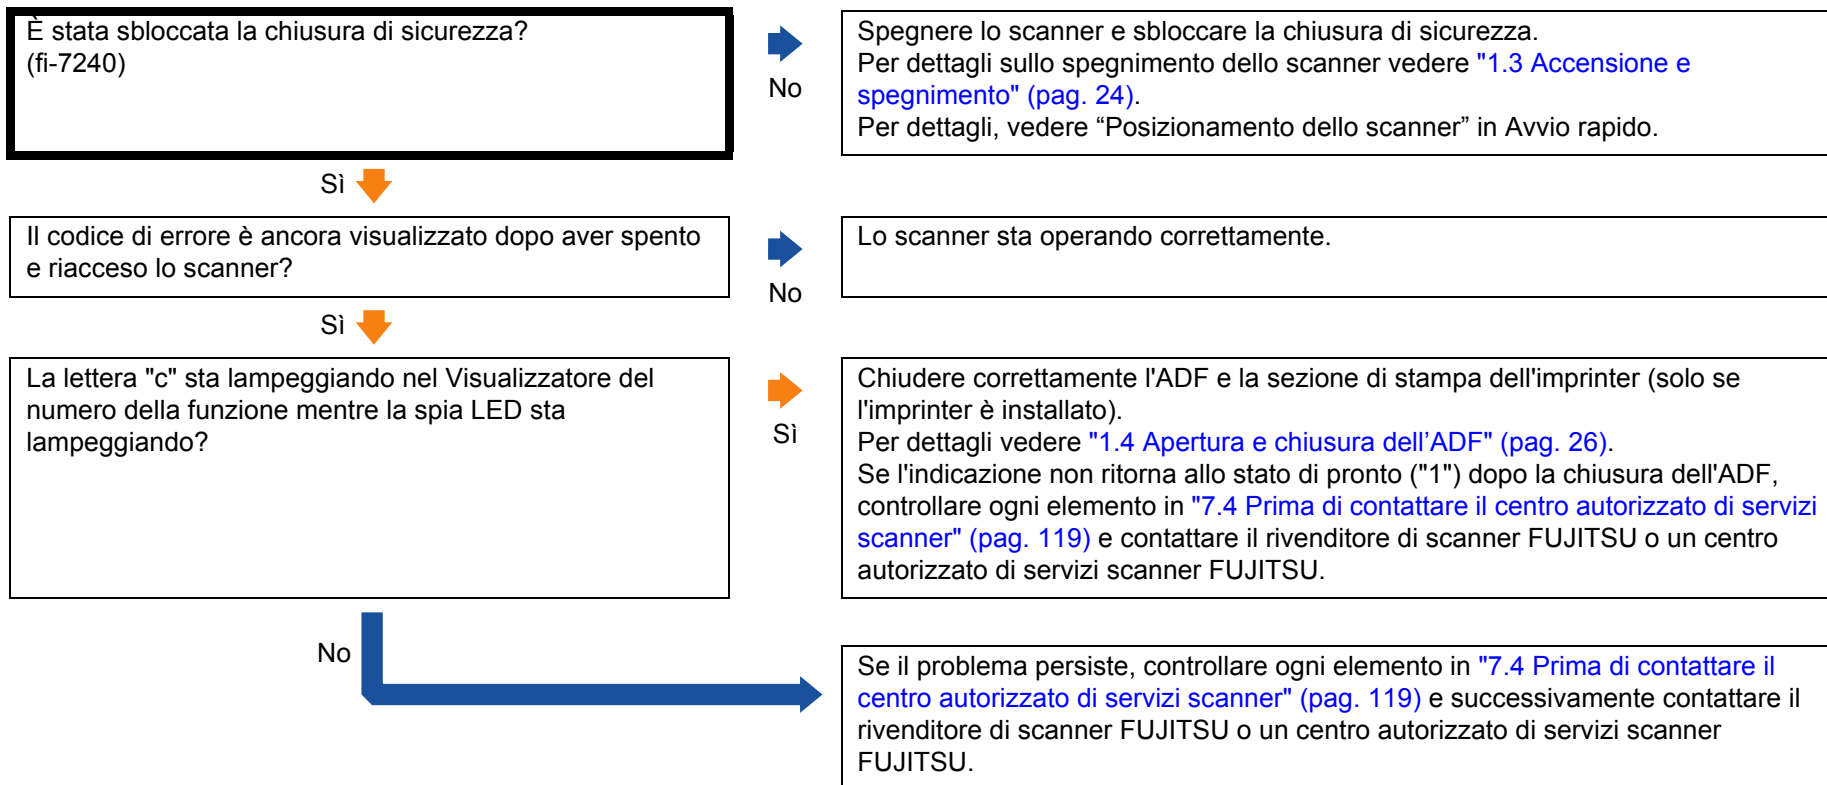 È stata sbloccata la chiusura di sicurezza?
(fi-7240)
No
Spegnere lo scanner e sbloccare la chiusura di sicurezza.
Per dettagli sullo spegnimento dello scanner vedere "1.3 Accensione e
spegnimento" (pag. 24).
Per dettagli, vedere “Posizionamento dello scanner” in Avvio rapido.
Sì
Il codice di errore è ancora visualizzato dopo aver spento
e riacceso lo scanner?
No
Lo scanner sta operando correttamente.
Sì
La lettera "c" sta lampeggiando nel Visualizzatore del
numero della funzione mentre la spia LED sta
lampeggiando?
Sì
Chiudere correttamente l'ADF e la sezione di stampa dell'imprinter (solo se
l'imprinter è installato).
Per dettagli vedere "1.4 Apertura e chiusura dell’ADF" (pag. 26).
Se l'indicazione non ritorna allo stato di pronto ("1") dopo la chiusura dell'ADF,
controllare ogni elemento in "7.4 Prima di contattare il centro autorizzato di servizi
scanner" (pag. 119) e contattare il rivenditore di scanner FUJITSU o un centro
autorizzato di servizi scanner FUJITSU.
No
Se il problema persiste, controllare ogni elemento in "7.4 Prima di contattare il
centro autorizzato di servizi scanner" (pag. 119) e successivamente contattare il
rivenditore di scanner FUJITSU o un centro autorizzato di servizi scanner
FUJITSU.